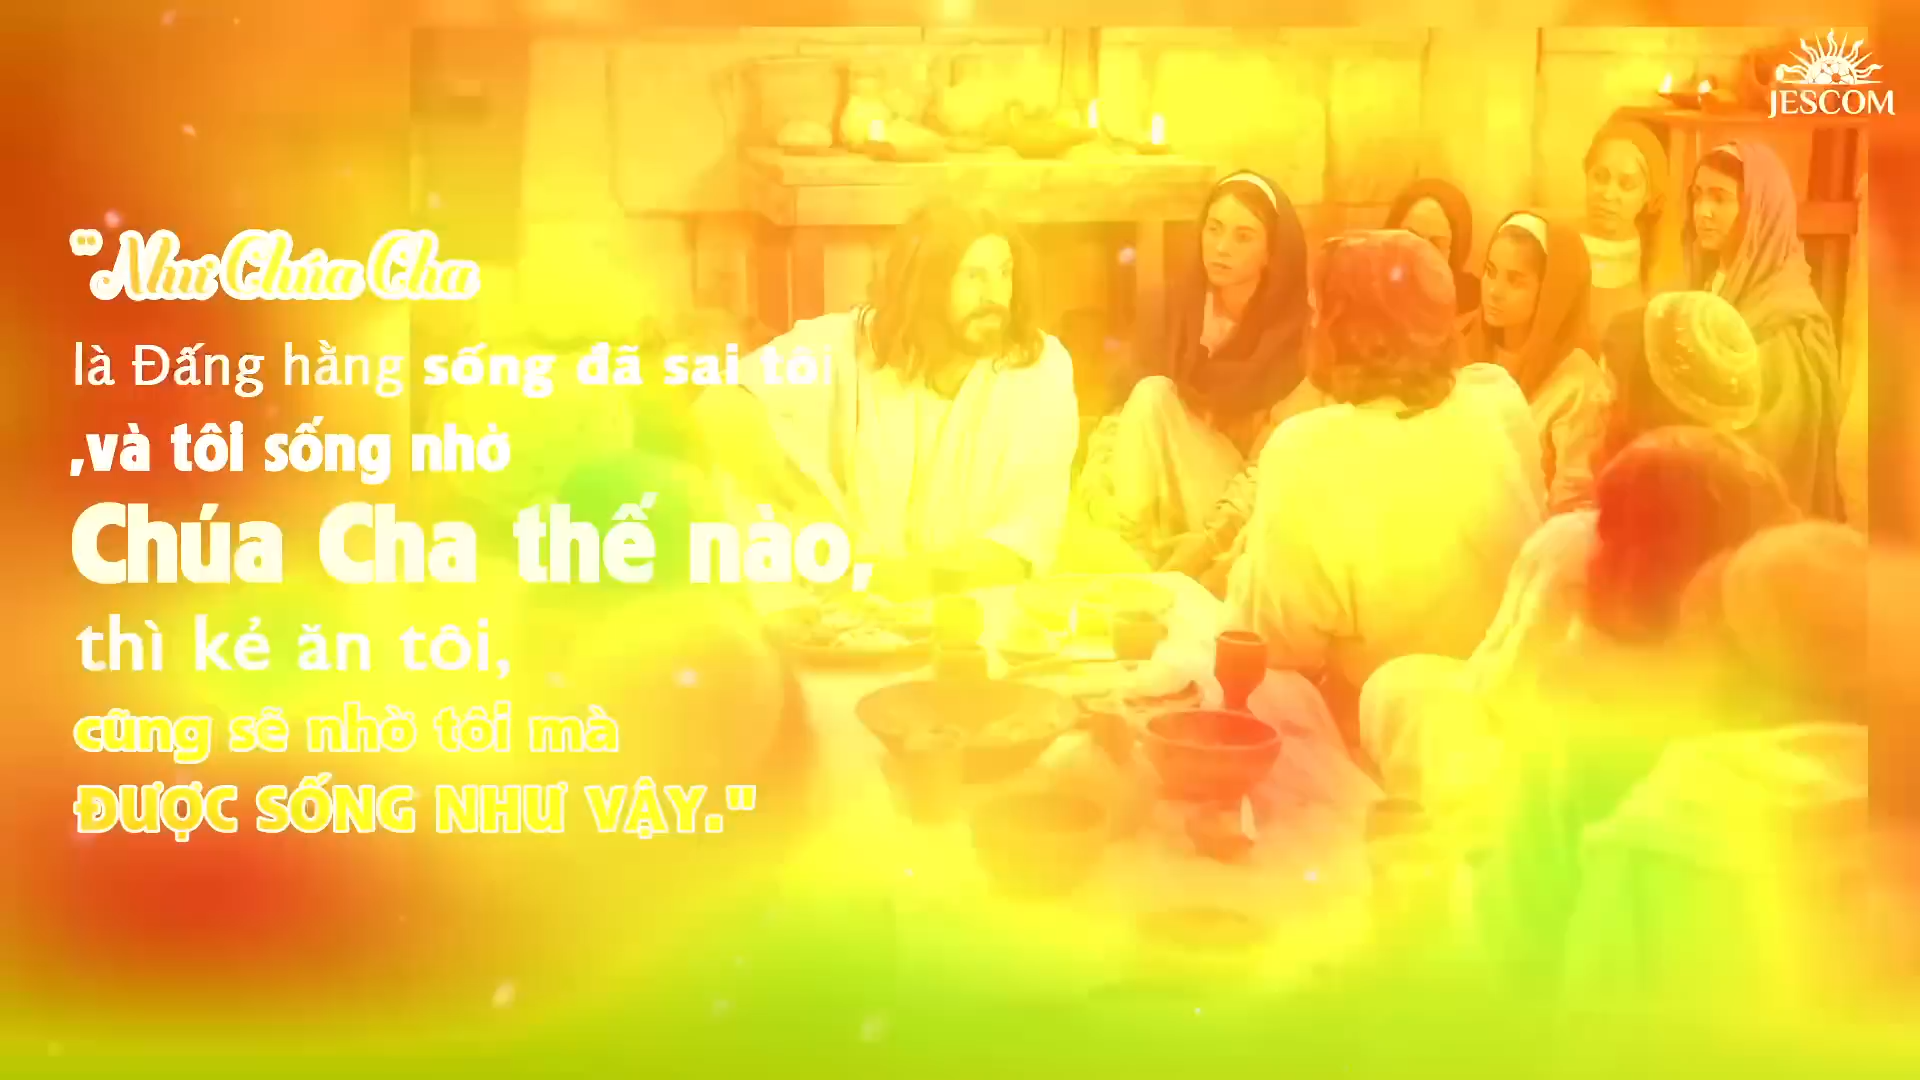 "Như Chúa Cha
là Đấng hằng sống đã sai tôi
,và tôi sống nhờ
Chúa Cha thế nào,
thì kẻ ăn tôi,
cũng sẽ nhờ tôi mà
ĐƯỢC SỐNG NHƯ VẬY."
JESCOM